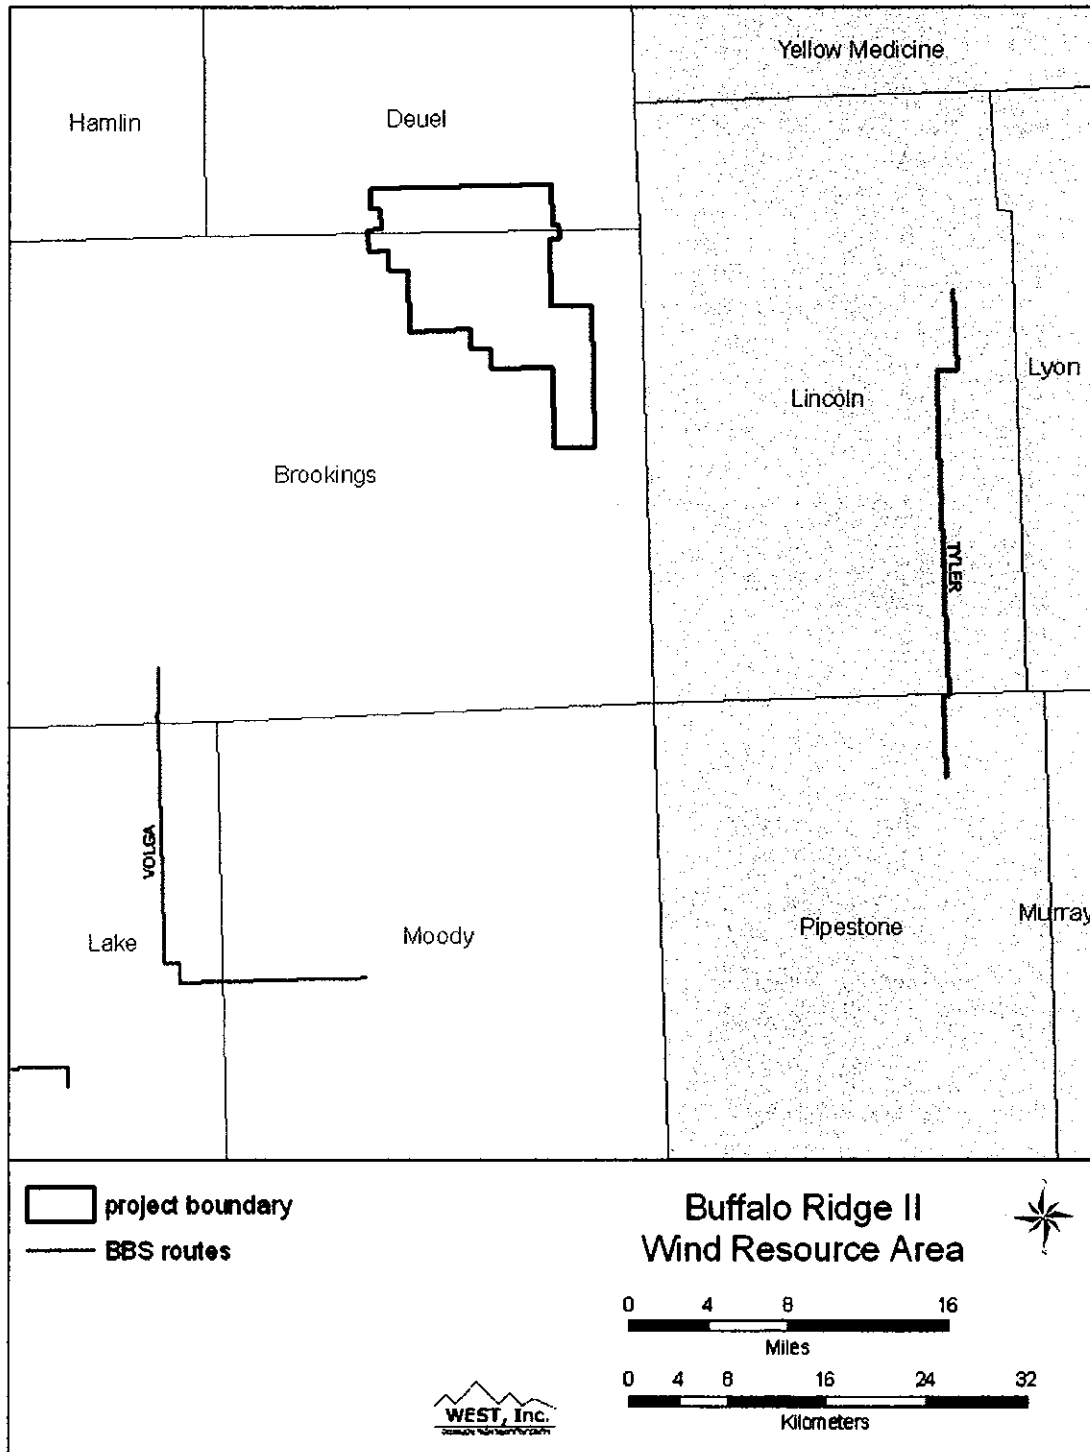 Yellow Medicine
Hamlin
Deuel
Lyon
Lincoln
Brookings
TYLER
VOLGA
Lake
Moody
Pipestone
Murray
project boundary
BBS routes
Buffalo Ridge II
Wind Resource Area
0 4 8 16
Miles
0 4 8 16 24 32
Kilometers
WEST, Inc.